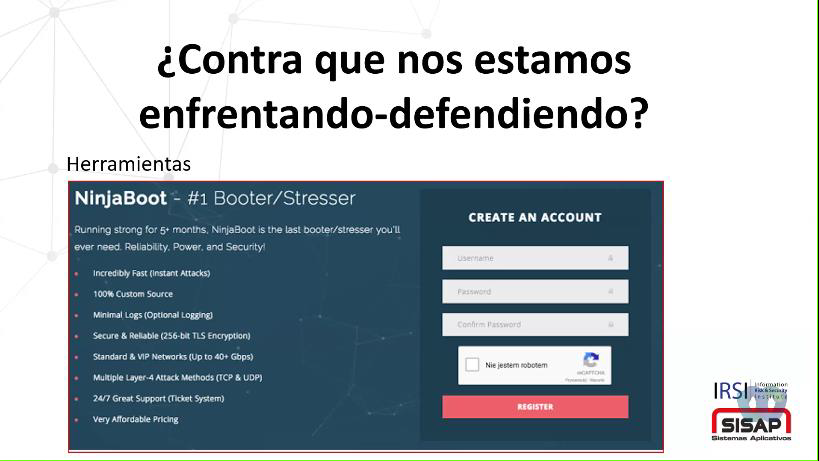 ¿Contra que nos estamos
enfrentando-defendiendo?
Herramientas
NinjaBoot - #1 Booter/Stresser
Running strong for 5+ months, NinjaBoot is the last booter/stresser you'll
ever need. Reliability, Power, and Security!
Incredibly Fast (Instant Attacks)
100% Custom Source
Minimal Logs (Optional Logging)
Secure & Reliable (256-bit TLS Encryption)
Standard & VIP Networks (Up to 40+ Gbps)
Multiple Layer-4 Attack Methods (TCP & UDP)
24/7 Great Support (Ticket System)
Very Affordable Pricing
CREATE AN ACCOUNT
Username
Password
Confirm Password
Nie jestem robotem
reCAPTCHA
REGISTER
IRSI Information
Risk & Security
Institute
SISAP
Sistemas Aplicativos